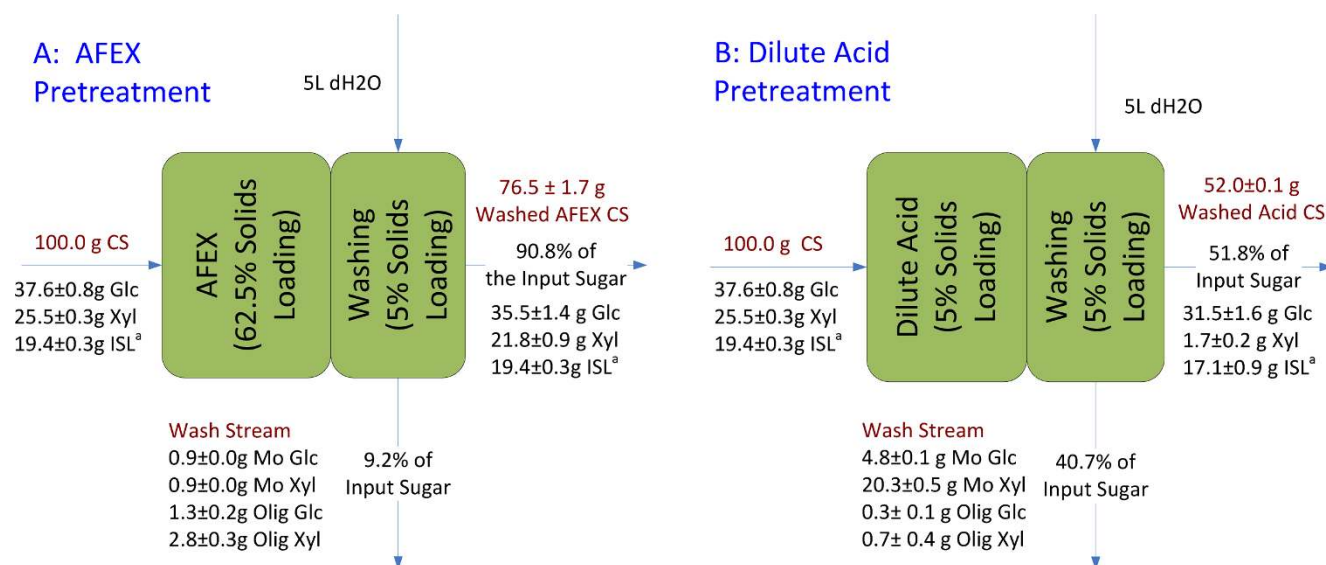 A: AFEX
Pretreatment
5L dH2O
100.0 g CS
37.6±0.8g Glc
25.5±0.3g Xyl
19.4±0.3g ISLᵃ
AFEX
(62.5% Solids
Loading)
Washing
(5% Solids
Loading)
76.5 ± 1.7 g
Washed AFEX CS
90.8% of
the Input Sugar
35.5±1.4 g Glc
21.8±0.9 g Xyl
19.4±0.3g ISLᵃ
Wash Stream
0.9±0.0g Mo Glc
0.9±0.0g Mo Xyl
1.3±0.2g Olig Glc
2.8±0.3g Olig Xyl
9.2% of
Input Sugar
B: Dilute Acid
Pretreatment
5L dH2O
100.0 g CS
37.6±0.8g Glc
25.5±0.3g Xyl
19.4±0.3g ISLᵃ
Dilute Acid
(5% Solids
Loading)
Washing
(5% Solids
Loading)
52.0±0.1 g
Washed Acid CS
51.8% of
Input Sugar
31.5±1.6 g Glc
1.7±0.2 g Xyl
17.1±0.9 g ISLᵃ
Wash Stream
4.8±0.1 g Mo Glc
20.3±0.5 g Mo Xyl
0.3± 0.1 g Olig Glc
0.7± 0.4 g Olig Xyl
40.7% of
Input Sugar